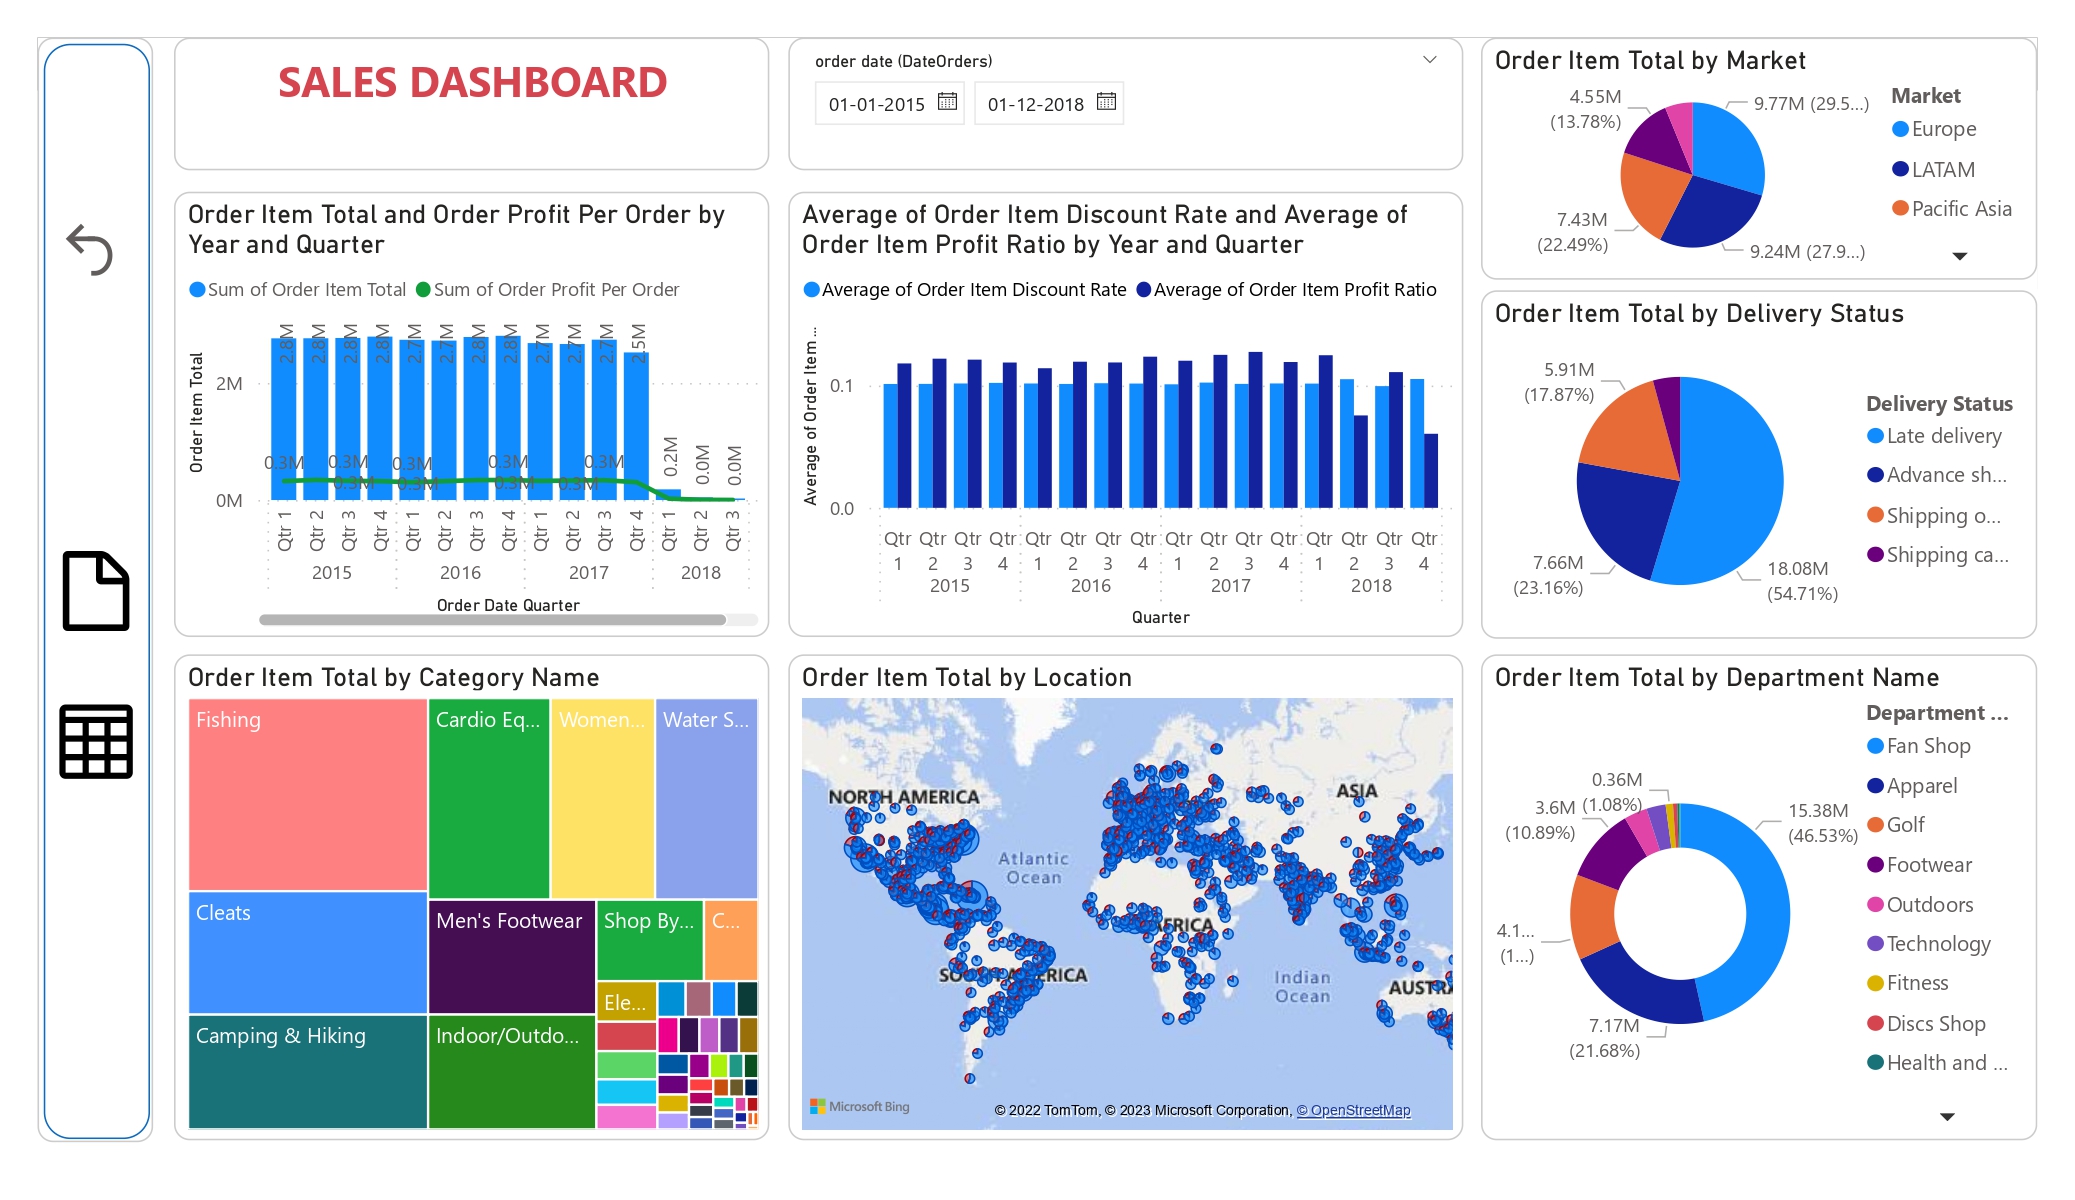 SALES DASHBOARD
order date (DateOrders)
01-01-2015
01-12-2018
Order Item Total by Market
4.55M
(13.78%)
9.77M (29.5...)
7.43M
(22.49%)
9.24M (27.9...)
Market
Europe
LATAM
Pacific Asia
Order Item Total and Order Profit Per Order by
Year and Quarter
Sum of Order Item Total
Sum of Order Profit Per Order
Order Item Total
2M
0M
2.8M
2.8M
2.8M
2.8M
2.7M
2.7M
2.8M
2.8M
2.7M
2.7M
2.7M
2.5M
0.2M
0.0M
0.0M
0.3M
0.3M
0.3M
0.3M
0.3M
0.3M
0.3M
0.3M
0.3M
Qtr 1
Qtr 2
Qtr 3
Qtr 4
Qtr 1
Qtr 2
Qtr 3
Qtr 4
Qtr 1
Qtr 2
Qtr 3
Qtr 4
Qtr 1
Qtr 2
Qtr 3
2015
2016
2017
2018
Order Date Quarter
Average of Order Item Discount Rate and Average of
Order Item Profit Ratio by Year and Quarter
Average of Order Item Discount Rate
Average of Order Item Profit Ratio
Average of Order Item...
0.1
0.0
Qtr Qtr Qtr Qtr Qtr Qtr Qtr Qtr Qtr Qtr Qtr Qtr Qtr Qtr Qtr Qtr
1 2 3 4 1 2 3 4 1 2 3 4 1 2 3 4
2015 2016 2017 2018
Quarter
Order Item Total by Delivery Status
5.91M
(17.87%)
7.66M
(23.16%)
18.08M
(54.71%)
Delivery Status
Late delivery
Advance sh...
Shipping o...
Shipping ca...
Order Item Total by Category Name
Fishing
Cleats
Camping & Hiking
Cardio Eq...
Women...
Water S...
Men's Footwear
Shop By...
C...
Indoor/Outdo...
Ele...
Order Item Total by Location
NORTH AMERICA
ASIA
Atlantic
Ocean
AFRICA
Indian
Ocean
AUSTRA
Microsoft Bing
© 2022 TomTom, © 2023 Microsoft Corporation, © OpenStreetMap
Order Item Total by Department Name
0.36M
(1.08%)
3.6M
(10.89%)
15.38M
(46.53%)
4.1...
(1...)
7.17M
(21.68%)
Department ...
Fan Shop
Apparel
Golf
Footwear
Outdoors
Technology
Fitness
Discs Shop
Health and ...